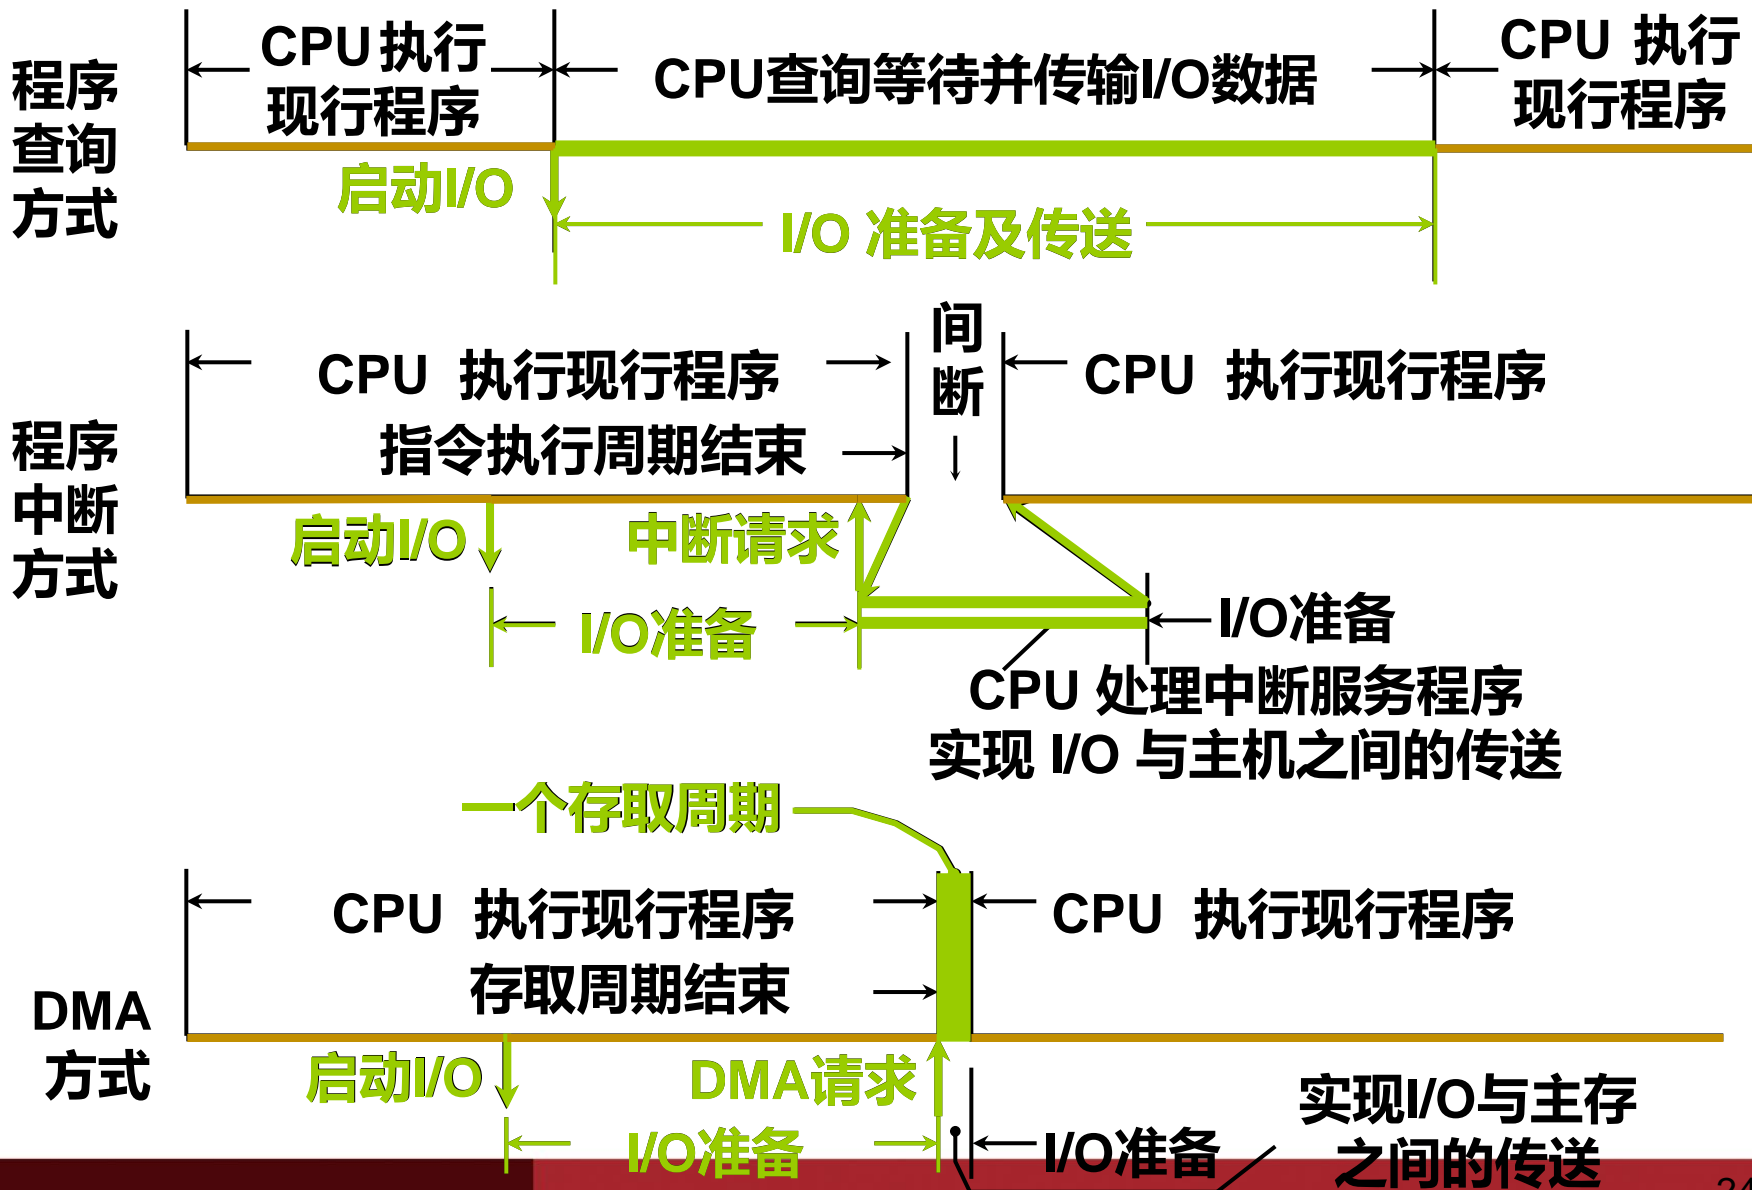 程序
查询
方式
CPU执行
现行程序
CPU查询等待并传输I/O数据
CPU 执行
现行程序
启动I/O
I/O 准备及传送
程序
中断
方式
CPU 执行现行程序
间
断
CPU 执行现行程序
指令执行周期结束
启动I/O
中断请求
I/O准备
I/O准备
CPU 处理中断服务程序
实现 I/O 与主机之间的传送
一个存取周期
DMA
方式
CPU 执行现行程序
CPU 执行现行程序
存取周期结束
启动I/O
DMA请求
I/O准备
I/O准备
实现I/O与主存
之间的传送